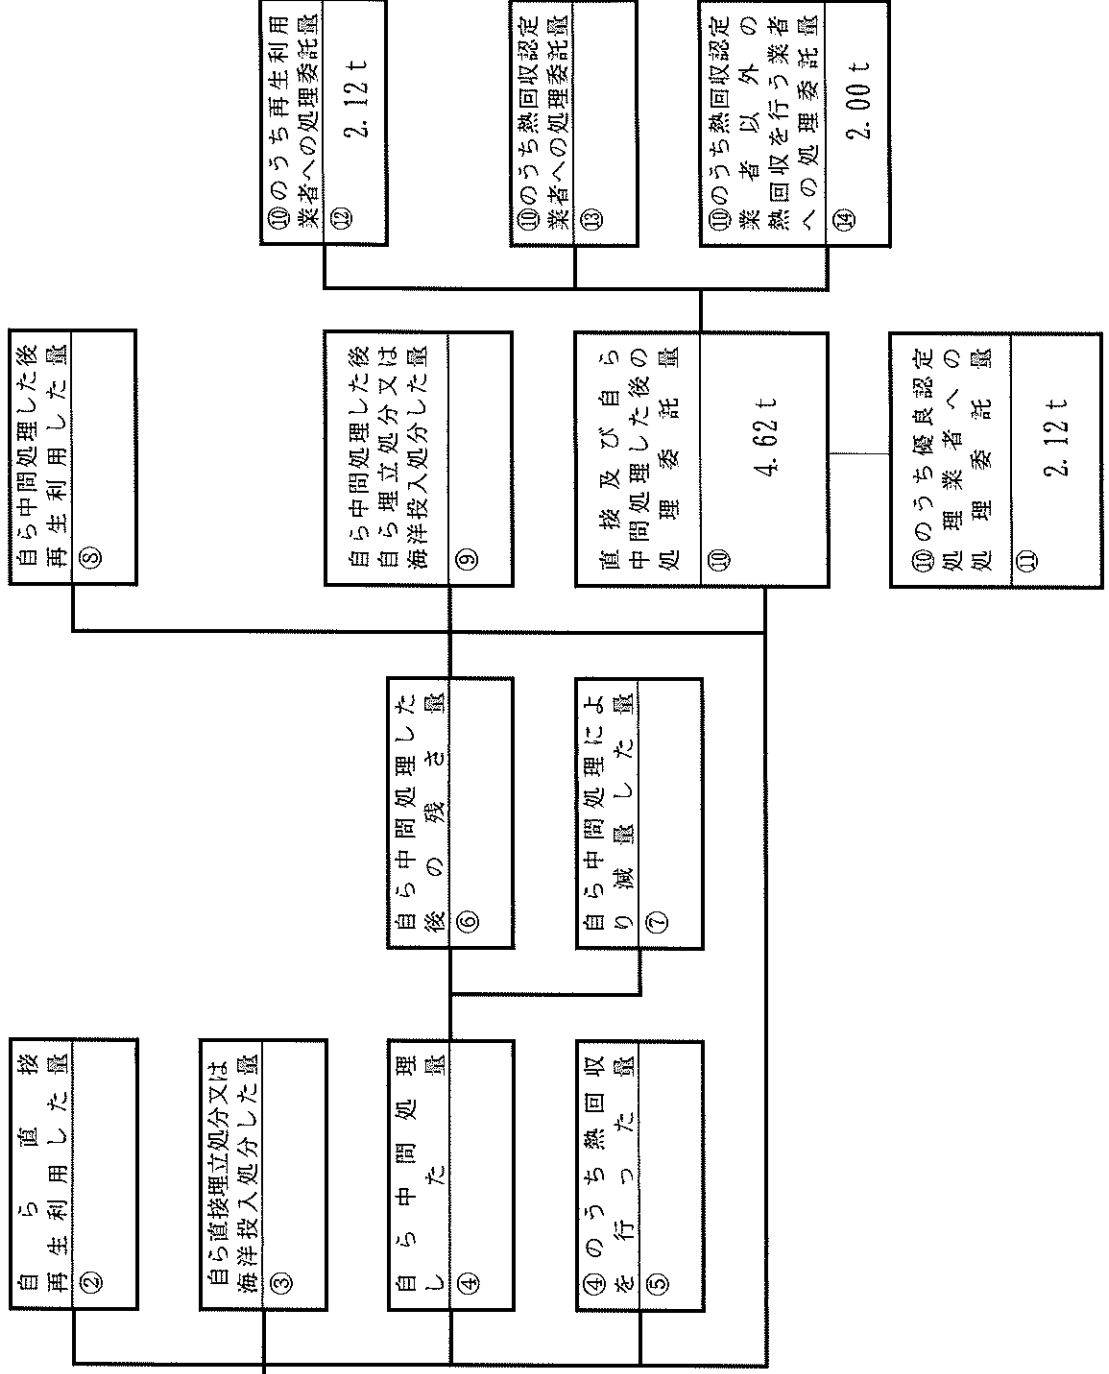 自ら直接
再生利用した量
②
自ら直接埋立処分又は
海洋投入処分した量
③
自ら中間処理
した量
④
④のうち熱回収
を行った量
⑤
自ら中間処理した
後の残さ量
⑥
自ら中間処理によ
り減量した量
⑦
自ら中間処理した後
再生利用した量
⑧
自ら中間処理した後
自ら埋立処分又は
海洋投入処分した量
⑨
直接及び自ら
中間処理した後の
処理委託量
⑩
4.62t
⑩のうち優良認定
処理業者への
処理委託量
⑪
2.12t
⑩のうち再生利用
業者への処理委託量
⑫
2.12t
⑩のうち熱回収認定
業者への処理委託量
⑬
⑩のうち熱回収認定
業者以外の
熱回収を行う業者
への処理委託量
⑭
2.00t